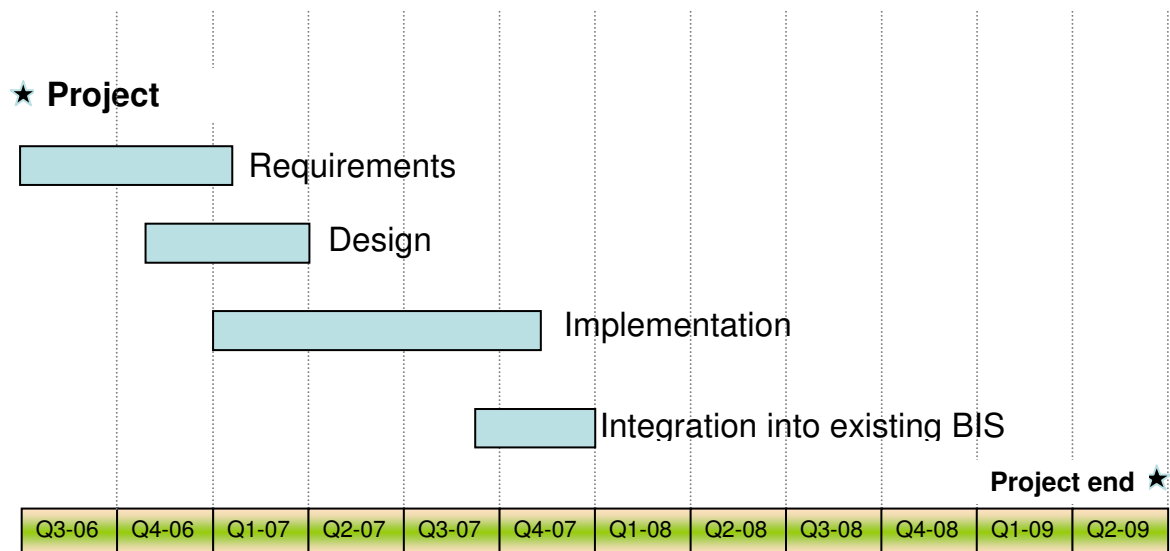 Project
Requirements
Design
Implementation
Integration into existing BIS
Project end
Q3-06 Q4-06 Q1-07 Q2-07 Q3-07 Q4-07 Q1-08 Q2-08 Q3-08 Q4-08 Q1-09 Q2-09